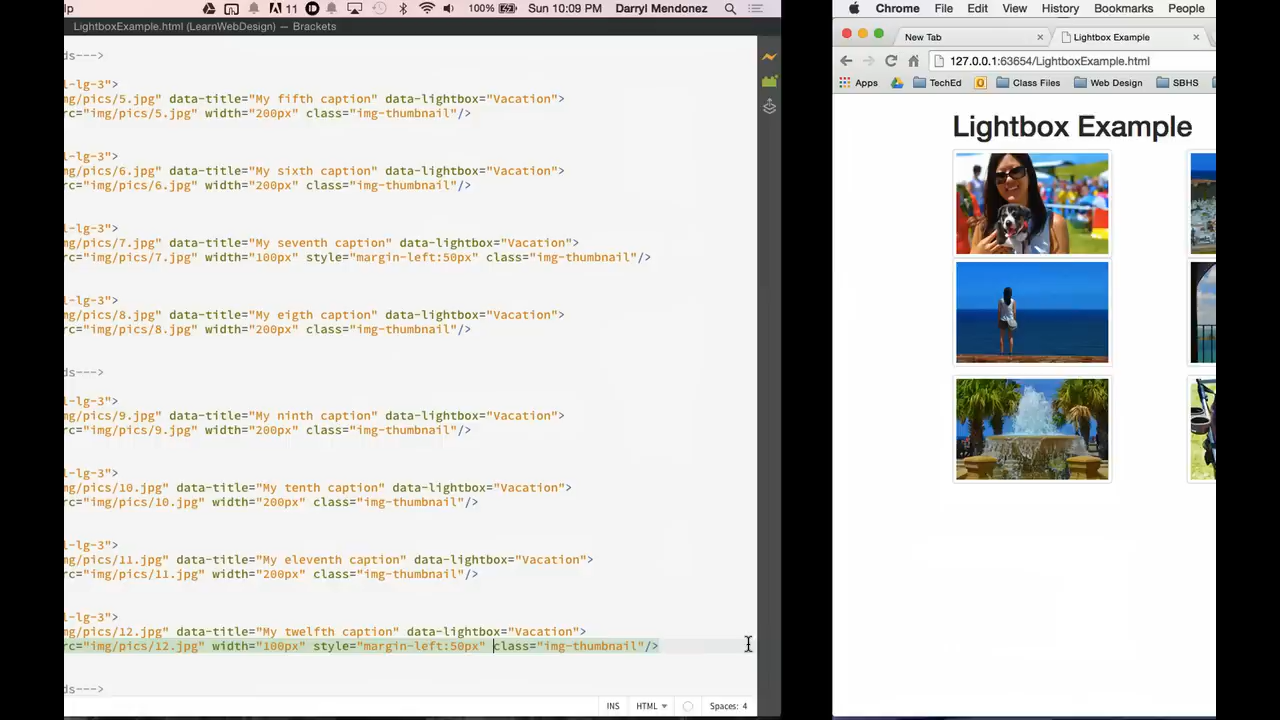 lp 11 100% Sun 10:09 PM Darryl Mendonez
LightboxExample.html (LearnWebDesign) — Brackets
ds--->
l-lg-3">
mg/pics/5.jpg" data-title="My fifth caption" data-lightbox="Vacation">
rc="img/pics/5.jpg" width="200px" class="img-thumbnail"/>
l-lg-3">
mg/pics/6.jpg" data-title="My sixth caption" data-lightbox="Vacation">
rc="img/pics/6.jpg" width="200px" class="img-thumbnail"/>
l-lg-3">
mg/pics/7.jpg" data-title="My seventh caption" data-lightbox="Vacation">
rc="img/pics/7.jpg" width="100px" style="margin-left:50px" class="img-thumbnail"/>
l-lg-3">
mg/pics/8.jpg" data-title="My eigth caption" data-lightbox="Vacation">
rc="img/pics/8.jpg" width="200px" class="img-thumbnail"/>
ds--->
l-lg-3">
mg/pics/9.jpg" data-title="My ninth caption" data-lightbox="Vacation">
rc="img/pics/9.jpg" width="200px" class="img-thumbnail"/>
l-lg-3">
mg/pics/10.jpg" data-title="My tenth caption" data-lightbox="Vacation">
rc="img/pics/10.jpg" width="200px" class="img-thumbnail"/>
l-lg-3">
mg/pics/11.jpg" data-title="My eleventh caption" data-lightbox="Vacation">
rc="img/pics/11.jpg" width="200px" class="img-thumbnail"/>
l-lg-3">
mg/pics/12.jpg" data-title="My twelfth caption" data-lightbox="Vacation">
rc="img/pics/12.jpg" width="100px" style="margin-left:50px" class="img-thumbnail"/>
ds--->
INS HTML Spaces: 4
Chrome File Edit View History Bookmarks People
New Tab Lightbox Example
127.0.0.1:63654/LightboxExample.html
Apps TechEd Class Files Web Design SBHS
Lightbox Example